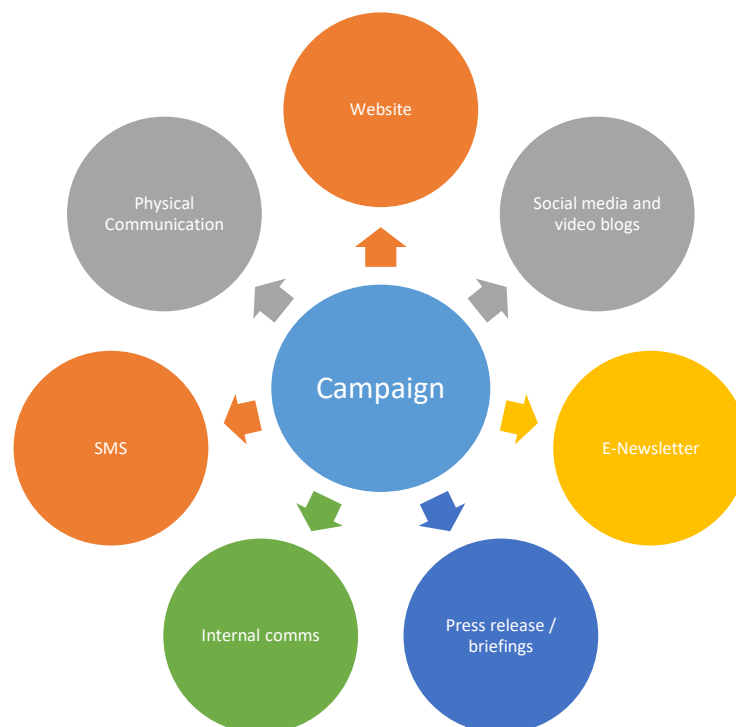 Website
Physical
Communication
Social media and
video blogs
Campaign
SMS
E-Newsletter
Internal comms
Press release /
briefings